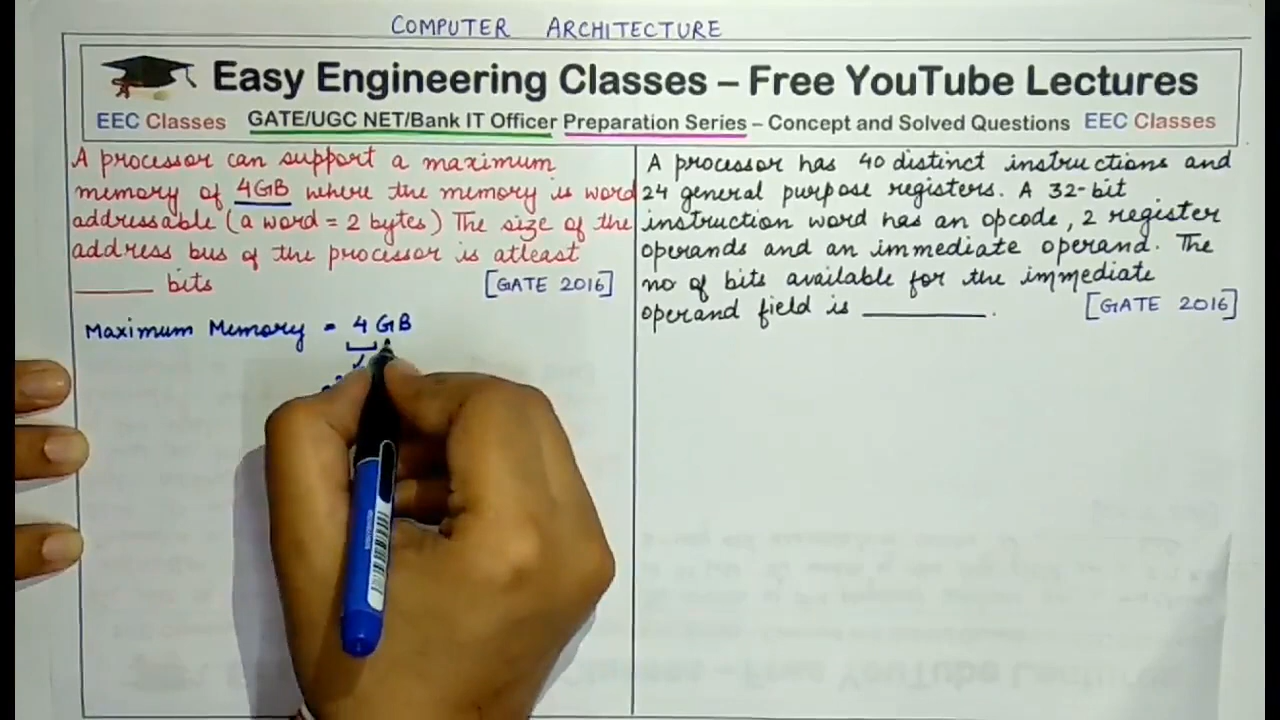 COMPUTER ARCHITECTURE
Easy Engineering Classes – Free YouTube Lectures
EEC Classes GATE/UGC NET/Bank IT Officer Preparation Series – Concept and Solved Questions EEC Classes
A processor can support a maximum
memory of 4GB where the memory is word
addressable (a word = 2 bytes) The size of the
address bus of the processor is atleast
______ bits [GATE 2016]
Maximum Memory = 4 GB
A processor has 40 distinct instructions and
24 general purpose registers. A 32-bit
instruction word has an opcode, 2 register
operands and an immediate operand. The
no of bits available for the immediate
operand field is __________. [GATE 2016]